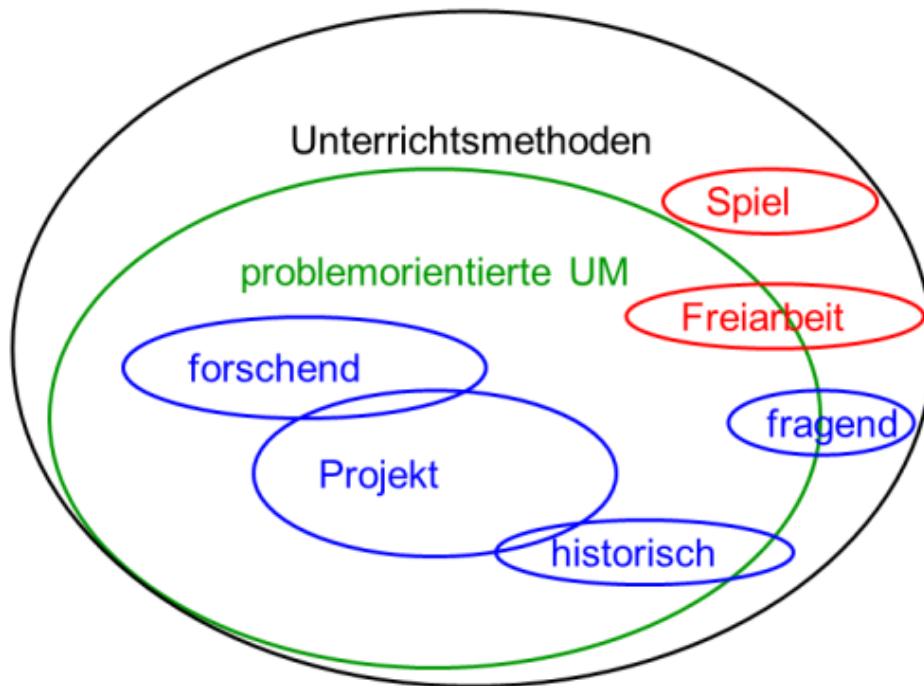 Unterrichtsmethoden
Spiel
problemorientierte UM
Freiarbeit
forschend
fragend
Projekt
historisch